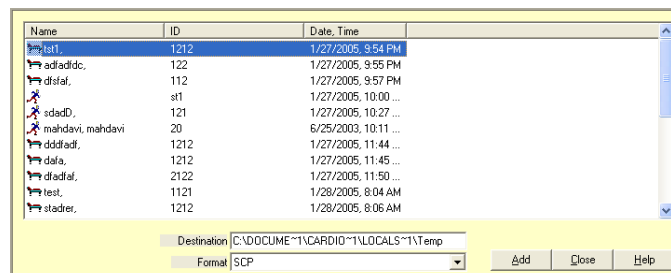 Name ID Date, Time
tst1, 1212 1/27/2005, 9:54 PM
adfadfdc, 122 1/27/2005, 9:55 PM
dfsfaf, 112 1/27/2005, 9:57 PM
st1 1/27/2005, 10:00 ...
sdadD, 121 1/27/2005, 10:27 ...
mahdavi, mahdavi 20 6/25/2003, 10:11 ...
dddfadf, 1212 1/27/2005, 11:44 ...
dafa, 1212 1/27/2005, 11:45 ...
dfadfaf, 2122 1/27/2005, 11:50 ...
test, 1121 1/28/2005, 8:04 AM
stadrer, 1212 1/28/2005, 8:06 AM
Destination C:\DOCUME~1\CARDIO~1\LOCALS~1\Temp
Format SCP Add Close Help